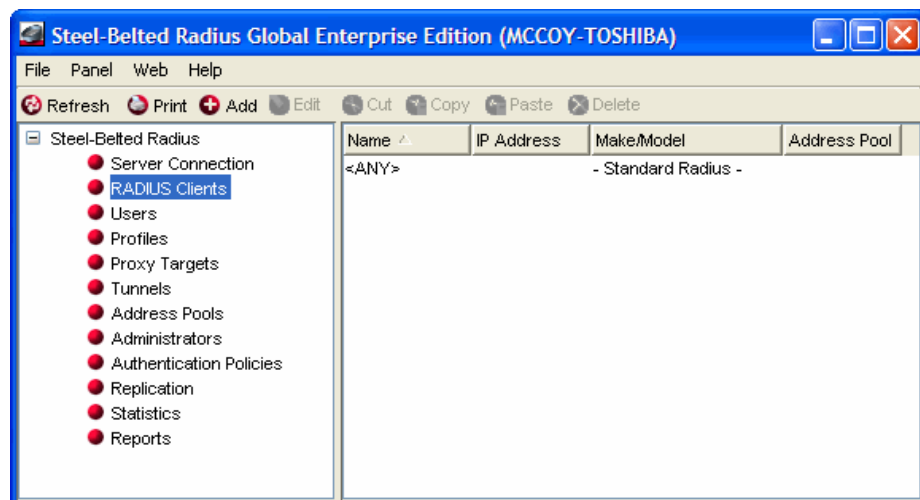 Steel-Belted Radius Global Enterprise Edition (MCCOY-TOSHIBA)
File Panel Web Help
Refresh Print Add Edit Cut Copy Paste Delete
Steel-Belted Radius
Server Connection
RADIUS Clients
Users
Profiles
Proxy Targets
Tunnels
Address Pools
Administrators
Authentication Policies
Replication
Statistics
Reports
Name IP Address Make/Model Address Pool
<ANY> - Standard Radius -